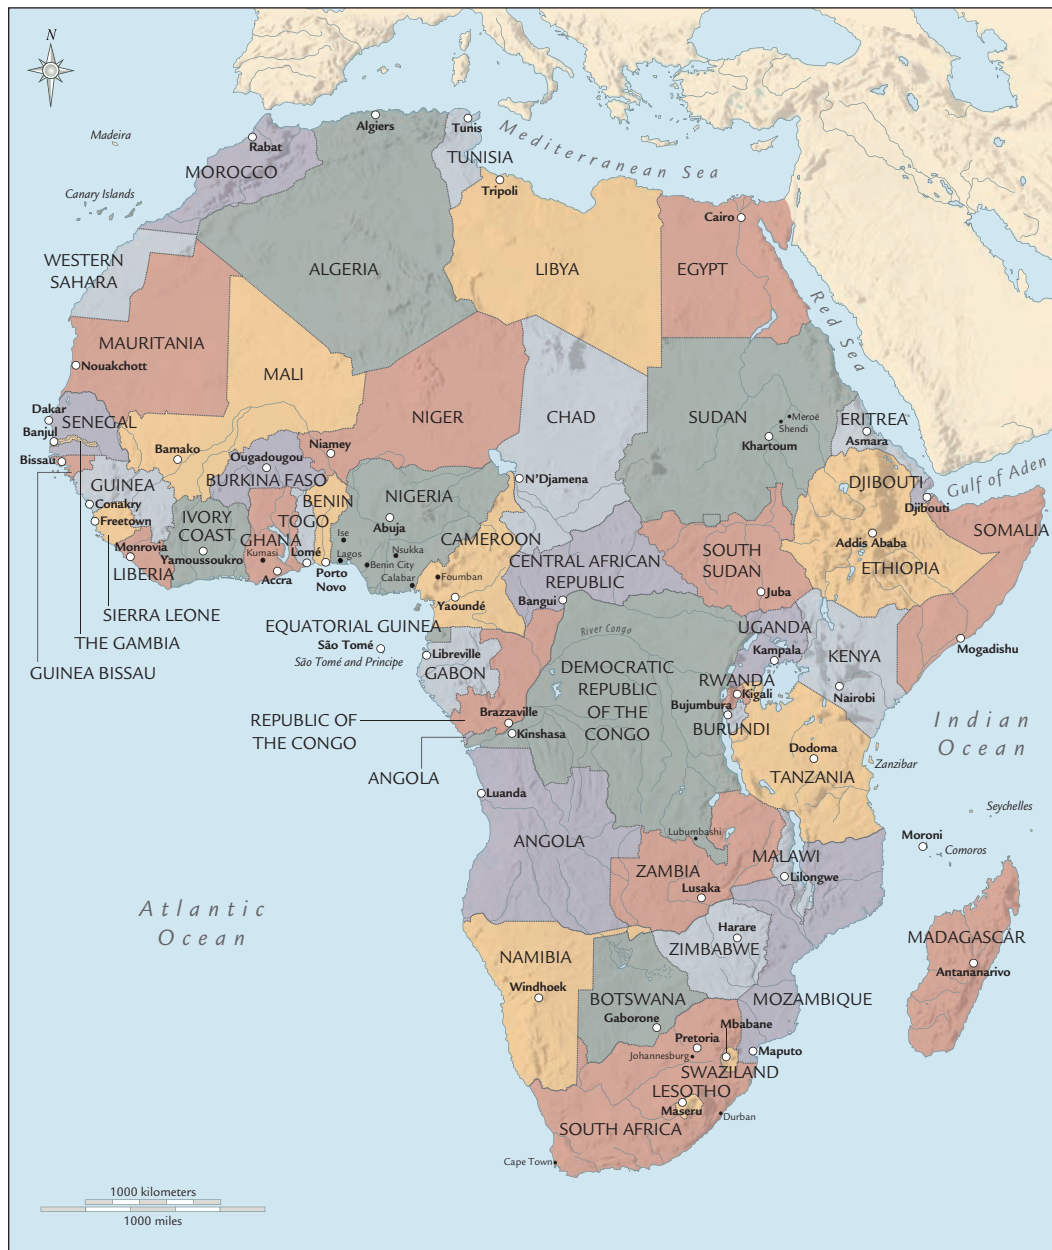 N
Madeira
Algiers
Tunis
Rabat
Mediterranean Sea
MOROCCO
TUNISIA
Tripoli
Canary Islands
Cairo
WESTERN
SAHARA
ALGERIA
LIBYA
EGYPT
Red Sea
MAURITANIA
Nouakchott
MALI
NIGER
CHAD
SUDAN
Meroë
Shendi
Khartoum
ERITREA
Asmara
Dakar
SENEGAL
Banjul
Bissau
Bamako
Niamey
Ougadougou
BURKINA FASO
N'Djamena
DJIBOUTI
Gulf of Aden
Djibouti
GUINEA
Conakry
Freetown
IVORY
COAST
BENIN
TOGO
NIGERIA
Abuja
SOMALIA
Monrovia
LIBERIA
Yamoussoukro
GHANA
Kumasi
Accra
Lomé
Porto
Novo
Ise
Lagos
Nsukka
Benin City
Calabar
CAMEROON
Foumban
Yaoundé
CENTRAL AFRICAN
REPUBLIC
Bangui
SOUTH
SUDAN
Juba
Addis Ababa
ETHIOPIA
SIERRA LEONE
THE GAMBIA
GUINEA BISSAU
EQUATORIAL GUINEA
São Tomé
São Tomé and Principe
Libreville
GABON
River Congo
UGANDA
Kampala
KENYA
Nairobi
Mogadishu
DEMOCRATIC
REPUBLIC
OF THE
CONGO
RWANDA
Kigali
Bujumbura
BURUNDI
REPUBLIC OF
THE CONGO
Brazzaville
Kinshasa
ANGOLA
Indian
Ocean
Dodoma
TANZANIA
Zanzibar
Luanda
Seychelles
ANGOLA
Lubumbashi
ZAMBIA
Lusaka
MALAWI
Lilongwe
Moroni
Comoros
Atlantic
Ocean
Harare
ZIMBABWE
MADAGASCAR
Antananarivo
NAMIBIA
Windhoek
BOTSWANA
Gaborone
MOZAMBIQUE
Mbabane
Pretoria
Johannesburg
Maputo
SWAZILAND
LESOTHO
Maseru
Durban
SOUTH AFRICA
Cape Town
1000 kilometers
1000 miles